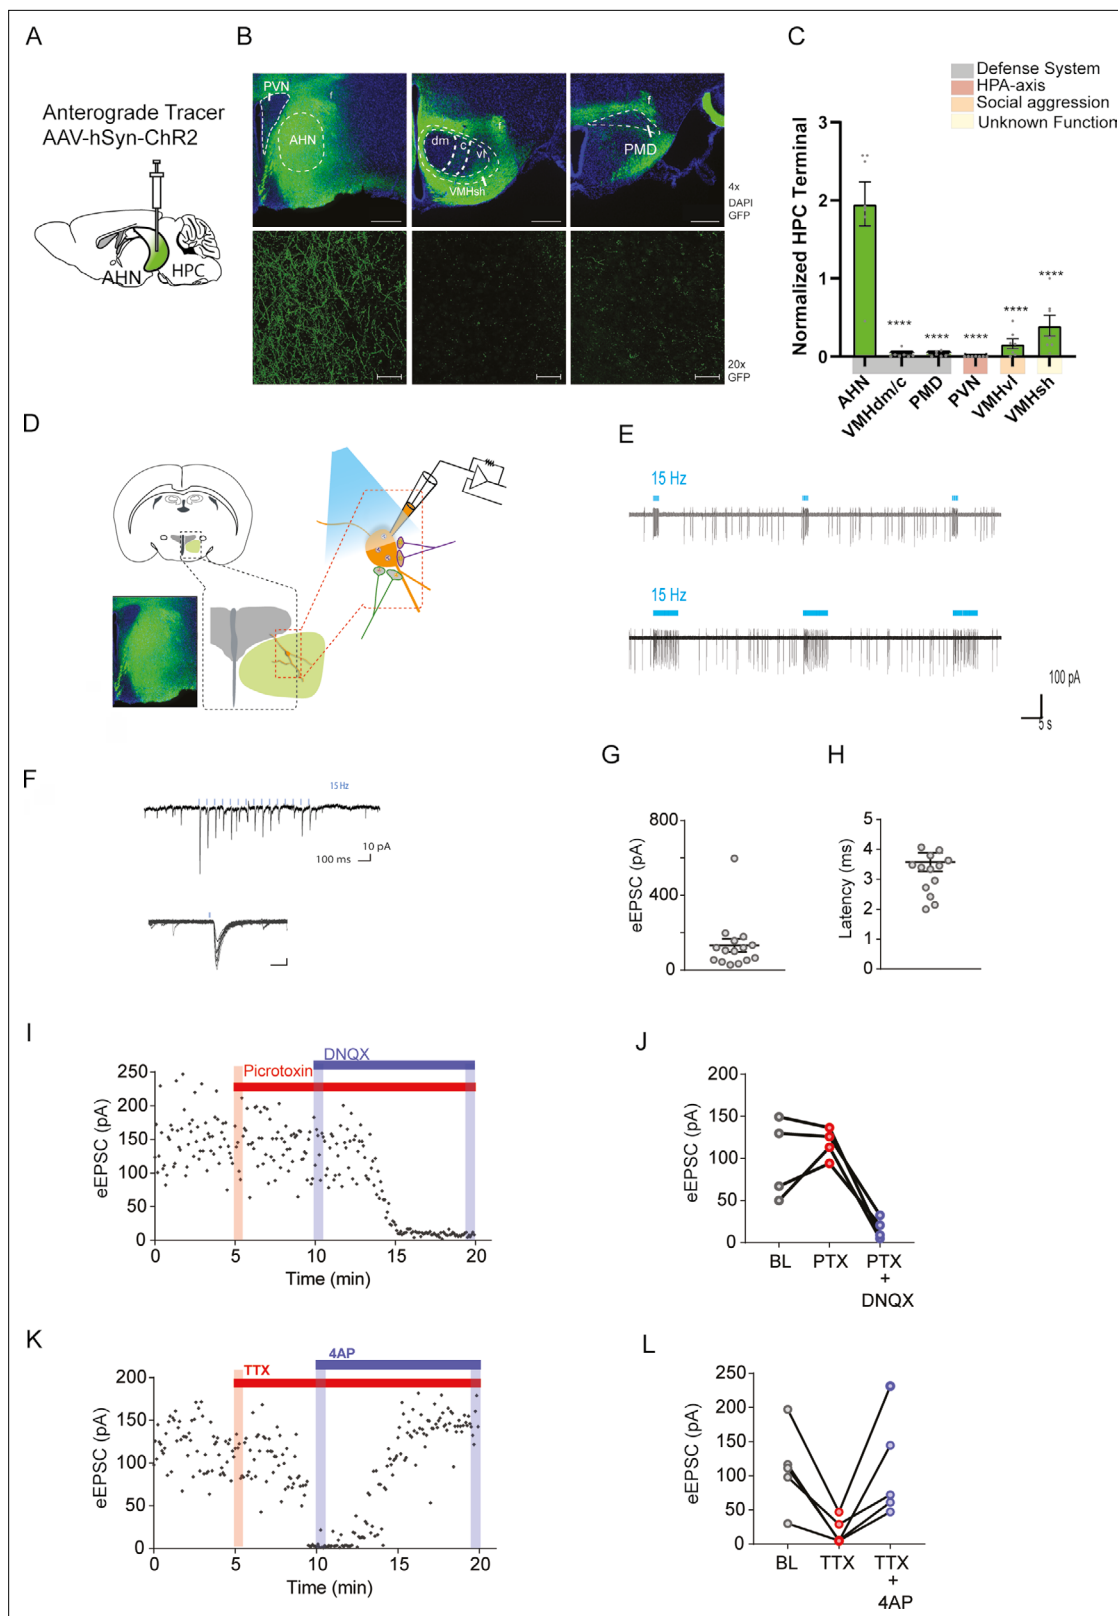 A
Anterograde Tracer
AAV-hSyn-ChR2
AHN
HPC
B
PVN
f
AHN
f
dm
c
vl
VMHsh
f
PMD
4x
DAPI
GFP
20x
GFP
C
Defense System
HPA-axis
Social aggression
Unknown Function
Normalized HPC Terminal
3
2
1
0
****
****
****
****
****
AHN
VMHdm/c
PMD
PVN
VMHvl
VMHsh
D
E
15 Hz
15 Hz
100 pA
5 s
F
15 Hz
10 pA
100 ms
G
eEPSC (pA)
800
400
0
H
Latency (ms)
5
4
3
2
1
0
I
DNQX
Picrotoxin
eEPSC (pA)
250
200
150
100
50
0
0 5 10 15 20
Time (min)
J
eEPSC (pA)
200
150
100
50
0
BL PTX PTX
+
DNQX
K
4AP
TTX
eEPSC (pA)
200
150
100
50
0
0 5 10 15 20
Time (min)
L
eEPSC (pA)
250
200
150
100
50
0
BL TTX TTX
+
4AP